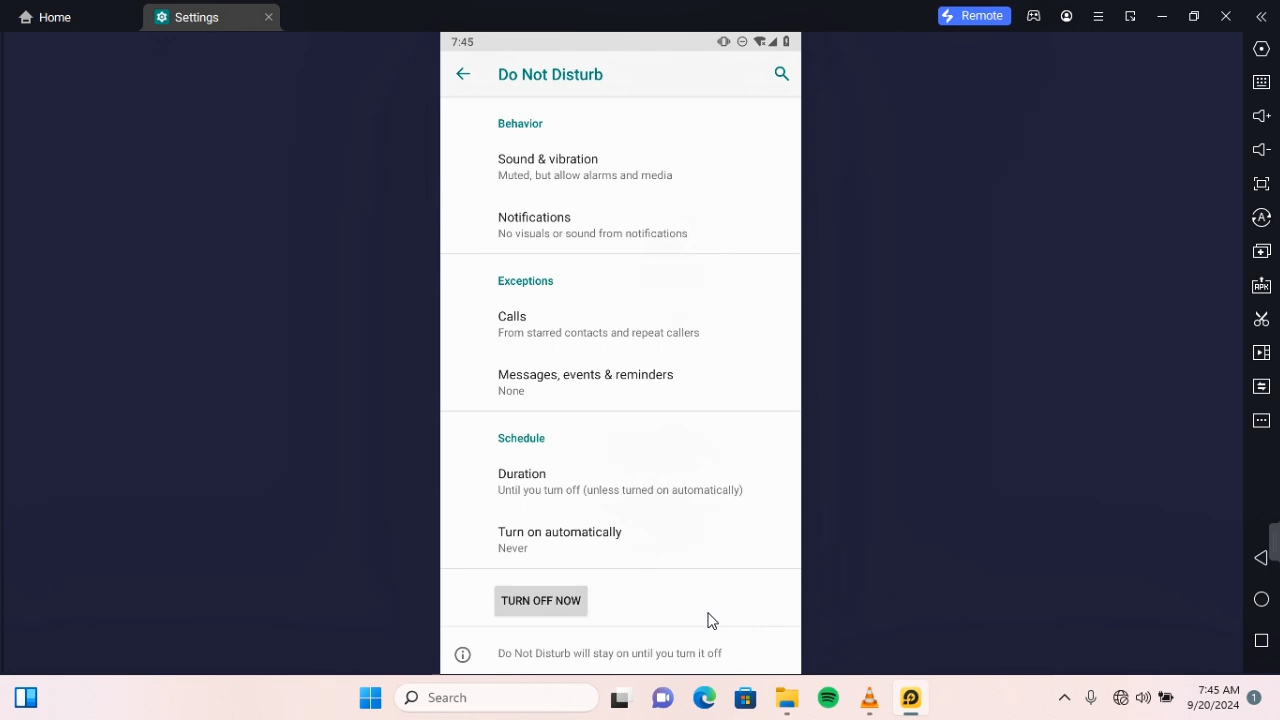 Home
Settings
Remote
7:45
Do Not Disturb
Behavior
Sound & vibration
Muted, but allow alarms and media
Notifications
No visuals or sound from notifications
Exceptions
Calls
From starred contacts and repeat callers
Messages, events & reminders
None
Schedule
Duration
Until you turn off (unless turned on automatically)
Turn on automatically
Never
TURN OFF NOW
Do Not Disturb will stay on until you turn it off
APK
Search
7:45 AM
9/20/2024
1